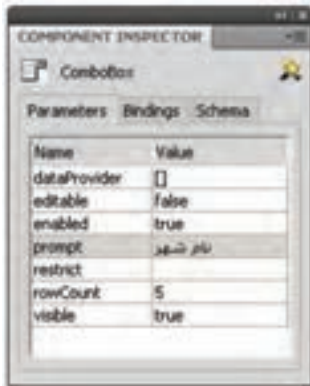 COMPONENT INSPECTOR
ComboBox
Parameters Bindings Schema
Name Value
dataProvider []
editable false
enabled true
prompt نام شهر
restrict
rowCount 5
visible true